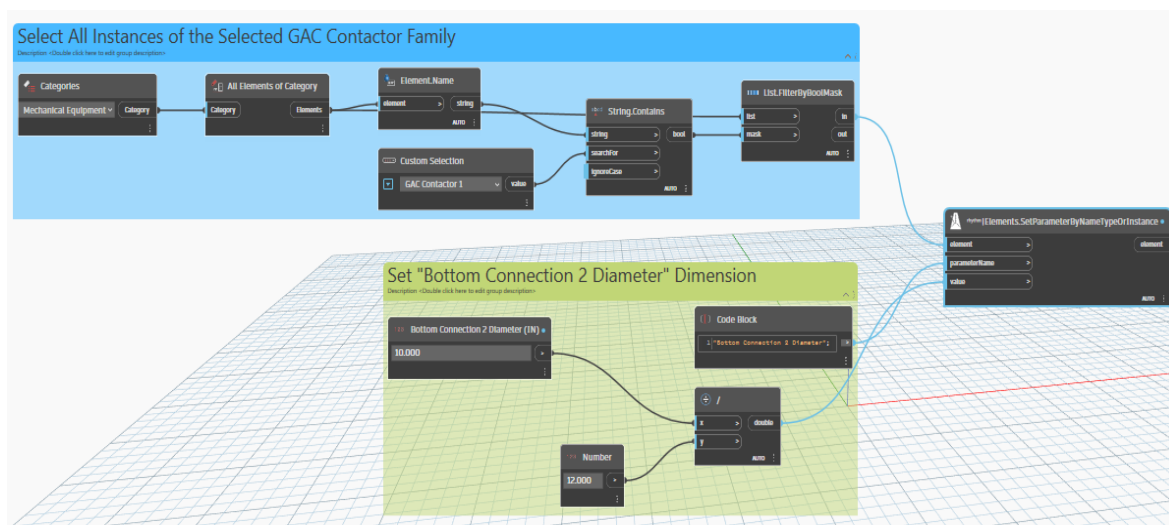 Select All Instances of the Selected GAC Contactor Family
Description <Double click here to edit group description>
Categories
Mechanical Equipment
Category
All Elements of Category
Category
Elements
Element.Name
element
>
string
AUTO
Custom Selection
GAC Contactor 1
value
String.Contains
string
>
bool
searchFor
>
ignoreCase
>
AUTO
List.FilterByBoolMask
list
>
in
mask
>
out
AUTO
rhythm|Elements.SetParameterByNameTypeOrInstance
element
>
element
parameterName
>
value
>
AUTO
Set "Bottom Connection 2 Diameter" Dimension
Description <Double click here to edit group description>
Bottom Connection 2 Diameter (IN)
10.000
>
Code Block
1 "Bottom Connection 2 Diameter";
>
/
x
>
double
y
>
AUTO
Number
12.000
>